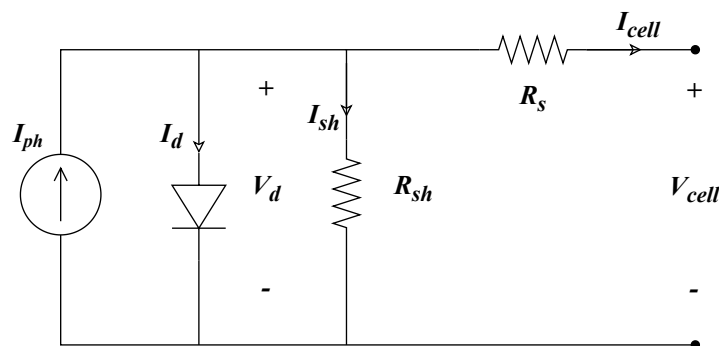 I_cell
+
R_s
+
I_sh
I_d
I_ph
V_d
R_sh
V_cell
-
-